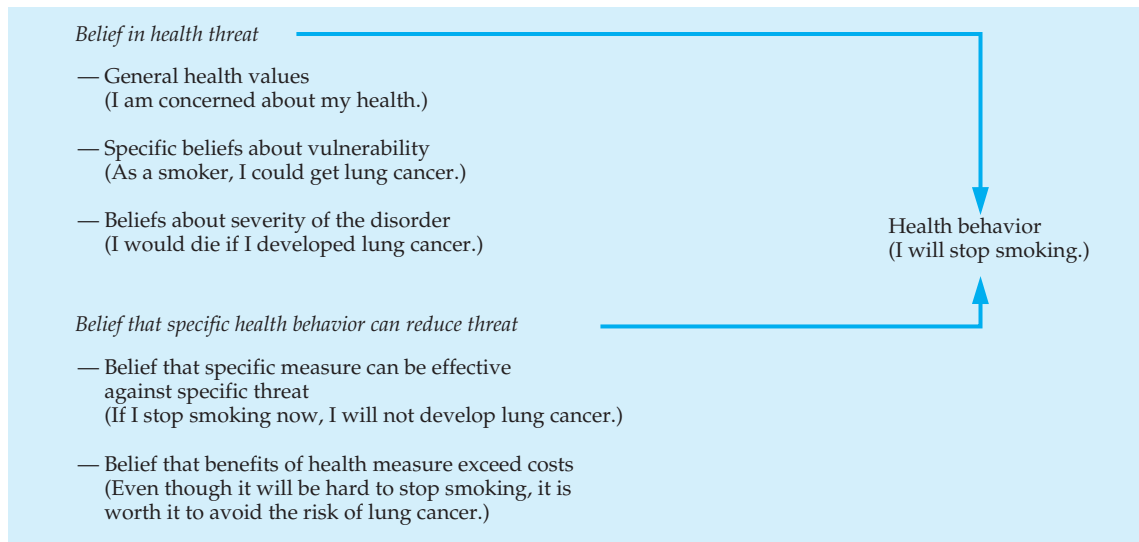 Belief in health threat
— General health values
(I am concerned about my health.)
— Specific beliefs about vulnerability
(As a smoker, I could get lung cancer.)
— Beliefs about severity of the disorder
(I would die if I developed lung cancer.)
Health behavior
(I will stop smoking.)
Belief that specific health behavior can reduce threat
— Belief that specific measure can be effective
against specific threat
(If I stop smoking now, I will not develop lung cancer.)
— Belief that benefits of health measure exceed costs
(Even though it will be hard to stop smoking, it is
worth it to avoid the risk of lung cancer.)